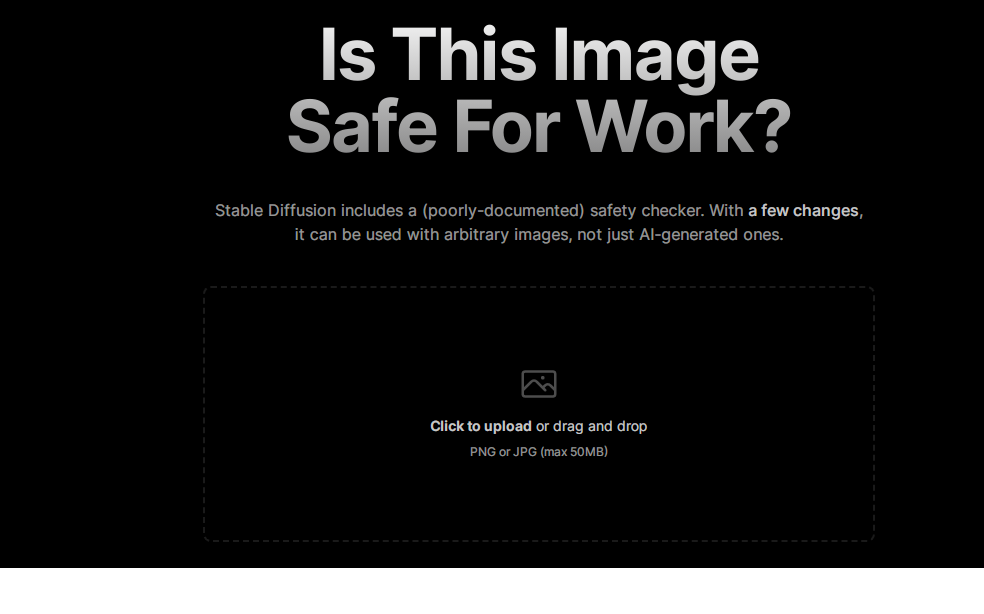 Is This Image
Safe For Work?
Stable Diffusion includes a (poorly-documented) safety checker. With a few changes,
it can be used with arbitrary images, not just AI-generated ones.
Click to upload or drag and drop
PNG or JPG (max 50MB)